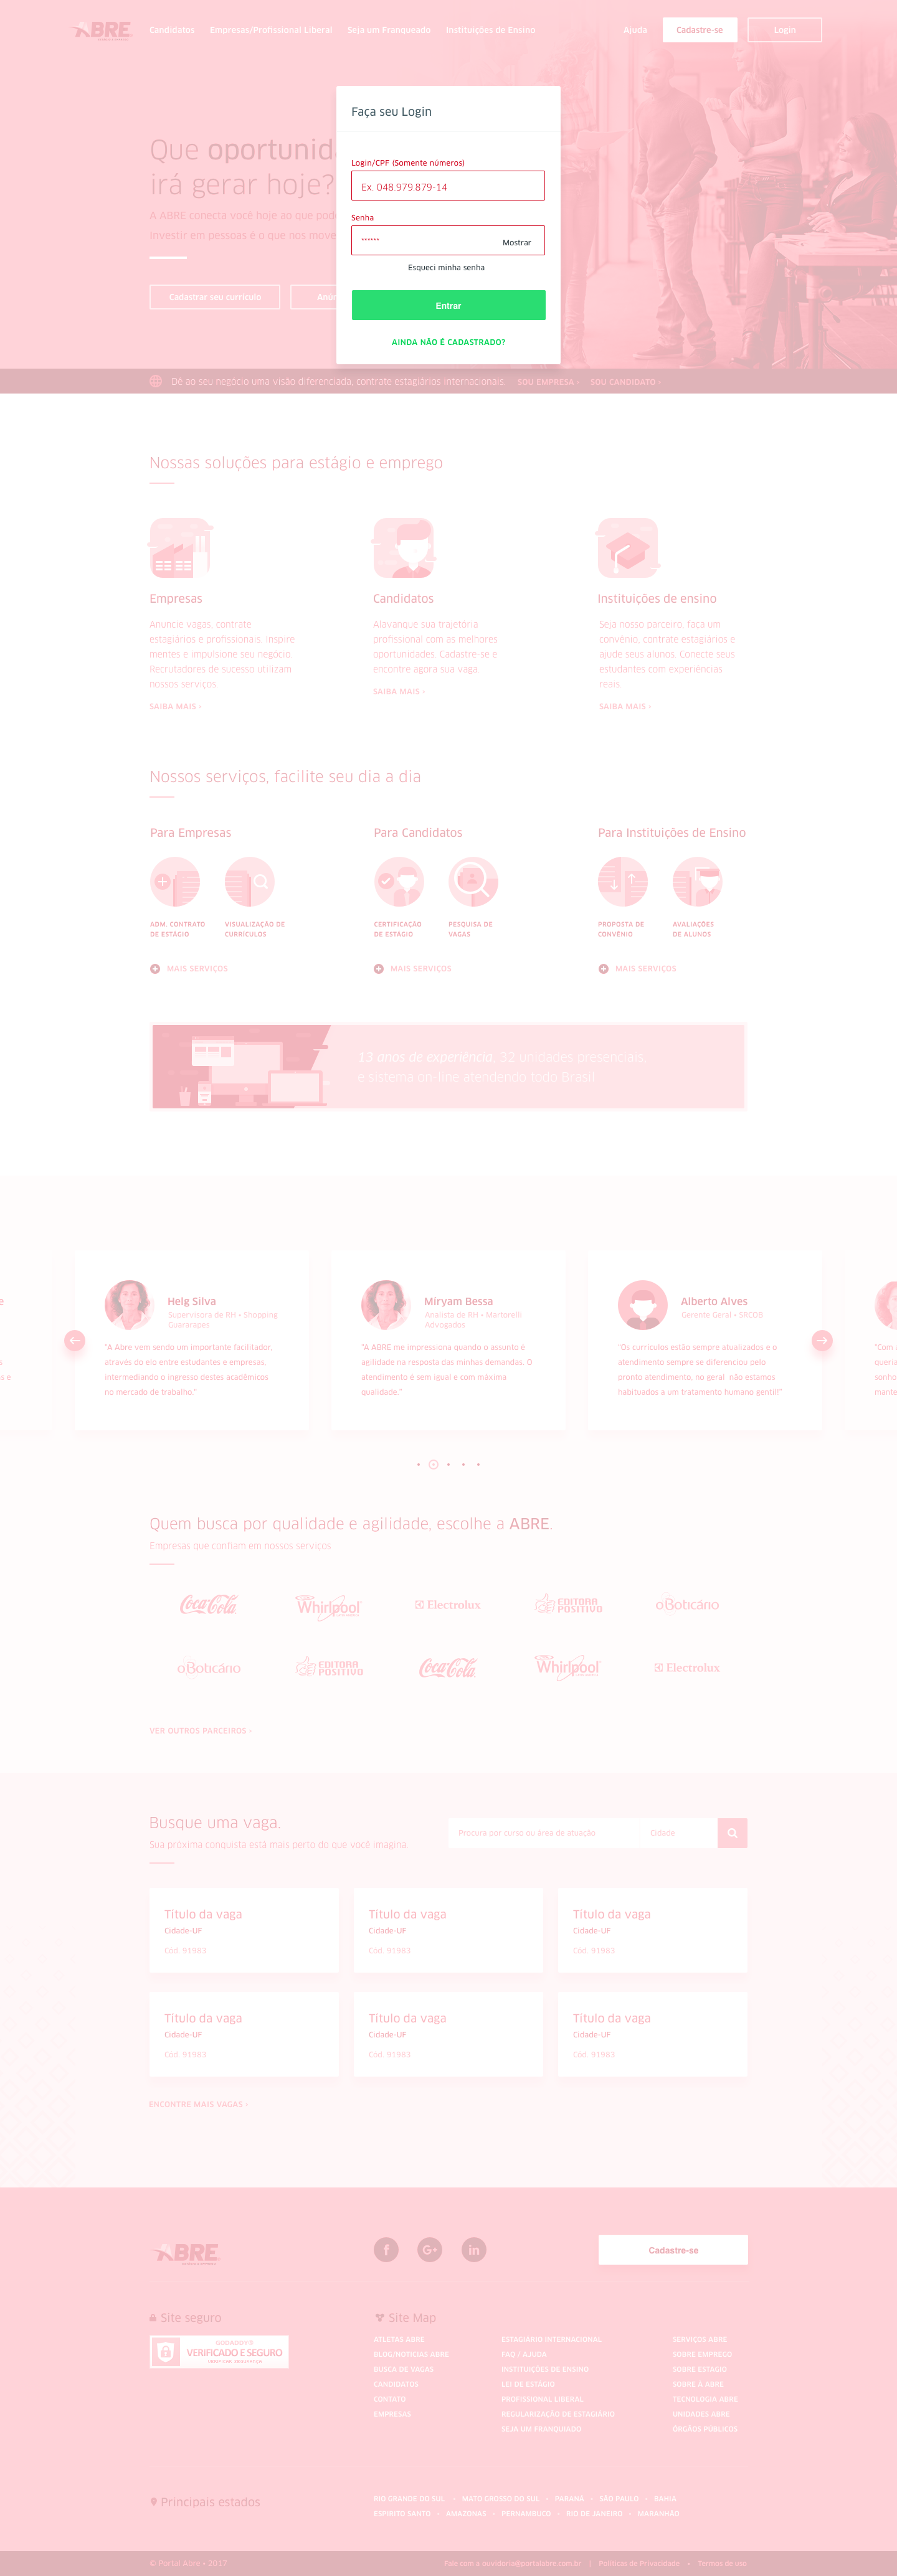 ABRE
Candidatos Empresas/Profissional Liberal Seja um Franqueado Instituições de Ensino Ajuda Cadastre-se Login
Faça seu Login
Login/CPF (Somente números)
Ex. 048.979.879-14
Senha
****** Mostrar
Esqueci minha senha
Entrar
AINDA NÃO É CADASTRADO?
Que
irá gerar hoje?
A ABRE conecta você hoje ao que
Investir em pessoas e o que nos
Cadastrar seu currículo
Dê ao seu negócio uma visão diferenciada, contrate estagiários internacionais. SOU EMPRESA › SOU CANDIDATO ›
Nossas soluções para estágio e emprego
Empresas
Anuncie vagas, contrate
estagiários e profissionais. Inspire
mentes e impulsione seu negócio.
Recrutadores de sucesso utilizam
nossos serviços.
SAIBA MAIS ›
Candidatos
Alavanque sua trajetória
profissional com as melhores
oportunidades. Cadastre-se e
encontre agora sua vaga.
SAIBA MAIS ›
Instituições de ensino
Seja nosso parceiro, faça um
convênio, contrate estagiários e
ajude seus alunos. Conecte seus
estudantes com experiências
reais.
SAIBA MAIS ›
Nossos serviços, facilite seu dia a dia
Para Empresas
ADM. CONTRATO
DE ESTÁGIO
VISUALIZAÇÃO DE
CURRÍCULOS
MAIS SERVIÇOS
Para Candidatos
CERTIFICAÇÃO
DE ESTÁGIO
PESQUISA DE
VAGAS
MAIS SERVIÇOS
Para Instituições de Ensino
PROPOSTA DE
CONVÊNIO
AVALIAÇÕES
DE ALUNOS
MAIS SERVIÇOS
13 anos de experiência, 32 unidades presenciais,
e sistema on-line atendendo todo Brasil
Helg Silva
Supervisora de RH • Shopping
Guararapes
"A Abre vem sendo um importante facilitador,
através do elo entre estudantes e empresas,
intermediando o ingresso destes acadêmicos
no mercado de trabalho."
Miryam Bessa
Analista de RH • Martorelli
Advogados
"A ABRE me impressiona quando o assunto é
agilidade na resposta das minhas demandas. O
atendimento é sem igual e com máxima
qualidade."
Alberto Alves
Gerente Geral • SRCOB
"Os currículos estão sempre atualizados e o
atendimento sempre se diferenciou pelo
pronto atendimento, no geral não estamos
habituados a um tratamento humano gentil!"
Quem busca por qualidade e agilidade, escolhe a ABRE.
Empresas que confiam em nossos serviços
Coca-Cola Whirlpool Electrolux EDITORA POSITIVO oBoticário
oBoticário EDITORA POSITIVO Coca-Cola Whirlpool Electrolux
VER OUTROS PARCEIROS ›
Busque uma vaga.
Sua próxima conquista está mais perto do que você imagina.
Procura por curso ou área de atuação Cidade
Título da vaga
Cidade-UF
Cód. 91983
Título da vaga
Cidade-UF
Cód. 91983
Título da vaga
Cidade-UF
Cód. 91983
Título da vaga
Cidade-UF
Cód. 91983
Título da vaga
Cidade-UF
Cód. 91983
Título da vaga
Cidade-UF
Cód. 91983
ENCONTRE MAIS VAGAS ›
ABRE
f G+ in
Cadastre-se
Site seguro
GODADDY®
VERIFICADO E SEGURO
Site Map
ATLETAS ABRE
BLOG/NOTÍCIAS ABRE
BUSCA DE VAGAS
CANDIDATOS
CONTATO
EMPRESAS
ESTAGIÁRIO INTERNACIONAL
FAQ / AJUDA
INSTITUIÇÕES DE ENSINO
LEI DE ESTÁGIO
PROFISSIONAL LIBERAL
REGULARIZAÇÃO DE ESTAGIÁRIO
SEJA UM FRANQUIADO
SERVIÇOS ABRE
SOBRE EMPREGO
SOBRE ESTÁGIO
SOBRE A ABRE
TECNOLOGIA ABRE
UNIDADES ABRE
ÓRGÃOS PÚBLICOS
Principais estados
RIO GRANDE DO SUL • MATO GROSSO DO SUL • PARANÁ • SÃO PAULO • BAHIA
ESPIRITO SANTO • AMAZONAS • PERNAMBUCO • RIO DE JANEIRO • MARANHÃO
© Portal Abre • 2017
Fale com a ouvidoria@portalabre.com.br | Políticas de Privacidade • Termos de uso